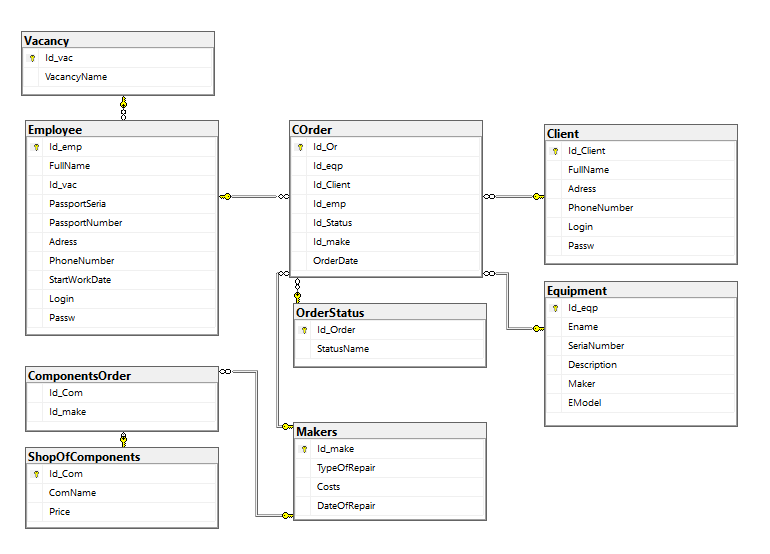 Vacancy
Id_vac
VacancyName
Employee
Id_emp
FullName
Id_vac
PassportSeria
PassportNumber
Adress
PhoneNumber
StartWorkDate
Login
Passw
COrder
Id_Or
Id_eqp
Id_Client
Id_emp
Id_Status
Id_make
OrderDate
Client
Id_Client
FullName
Adress
PhoneNumber
Login
Passw
Equipment
Id_eqp
Ename
SeriaNumber
Description
Maker
EModel
OrderStatus
Id_Order
StatusName
ComponentsOrder
Id_Com
Id_make
ShopOfComponents
Id_Com
ComName
Price
Makers
Id_make
TypeOfRepair
Costs
DateOfRepair